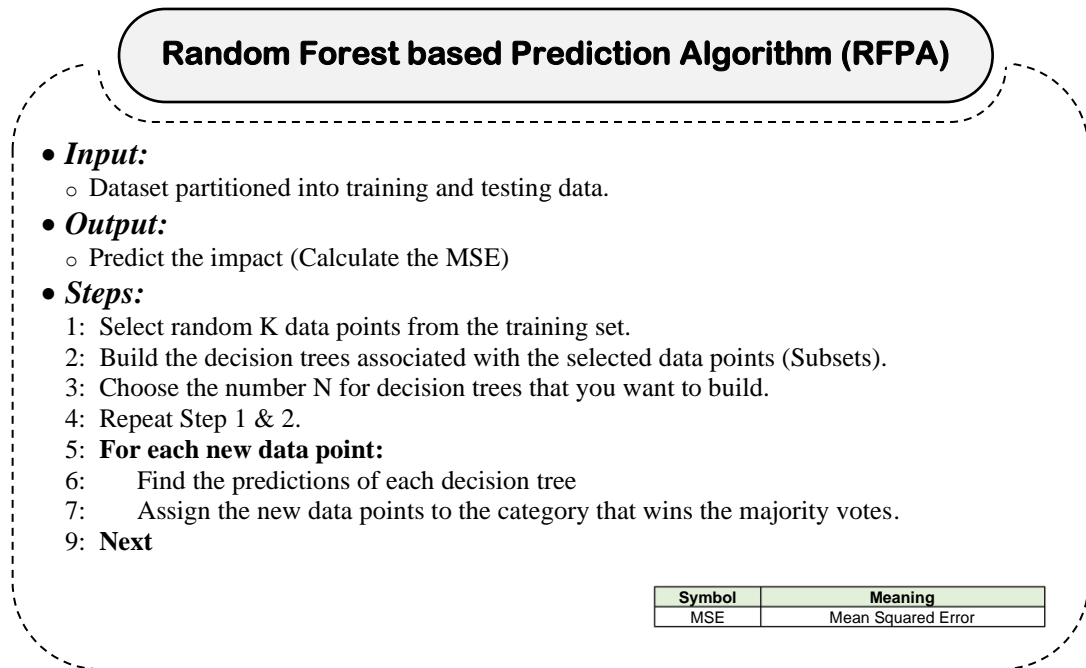 Random Forest based Prediction Algorithm (RFPA)
• Input:
○ Dataset partitioned into training and testing data.
• Output:
○ Predict the impact (Calculate the MSE)
• Steps:
1: Select random K data points from the training set.
2: Build the decision trees associated with the selected data points (Subsets).
3: Choose the number N for decision trees that you want to build.
4: Repeat Step 1 & 2.
5: For each new data point:
6: Find the predictions of each decision tree
7: Assign the new data points to the category that wins the majority votes.
9: Next
Symbol Meaning
MSE Mean Squared Error